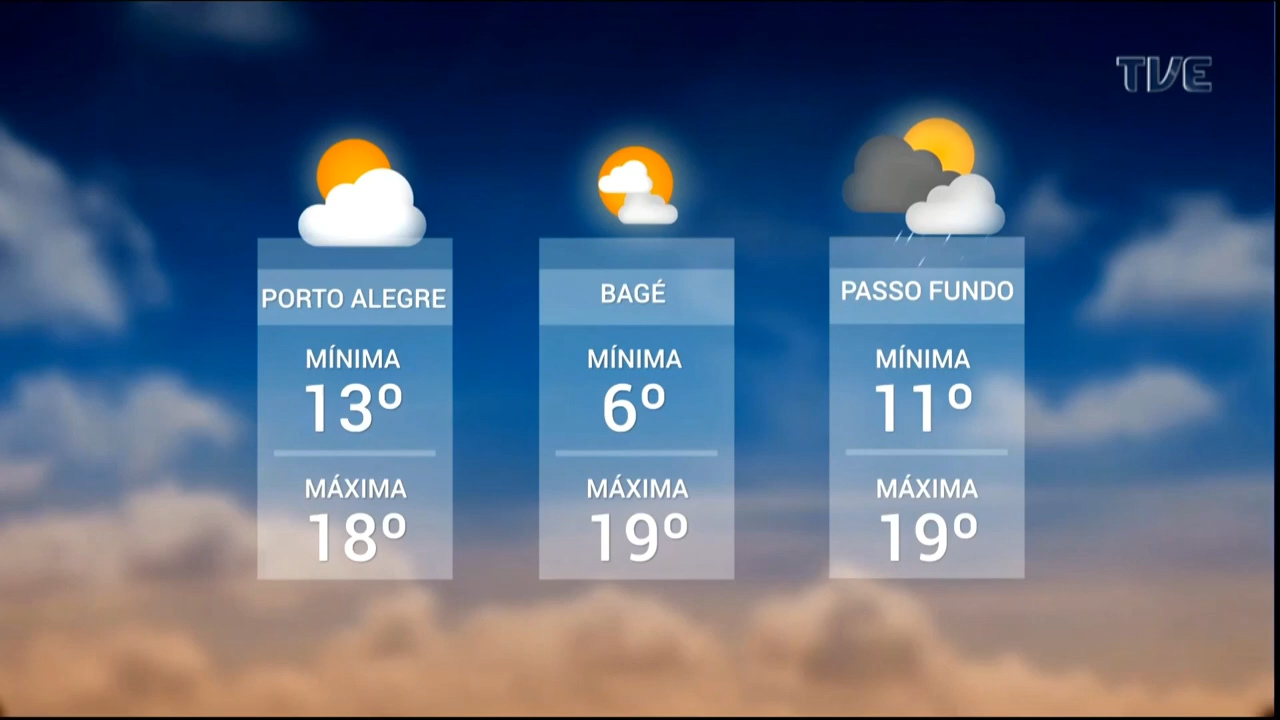 TVE
PORTO ALEGRE
MÍNIMA
13º
MÁXIMA
18º
BAGÉ
MÍNIMA
6º
MÁXIMA
19º
PASSO FUNDO
MÍNIMA
11º
MÁXIMA
19º